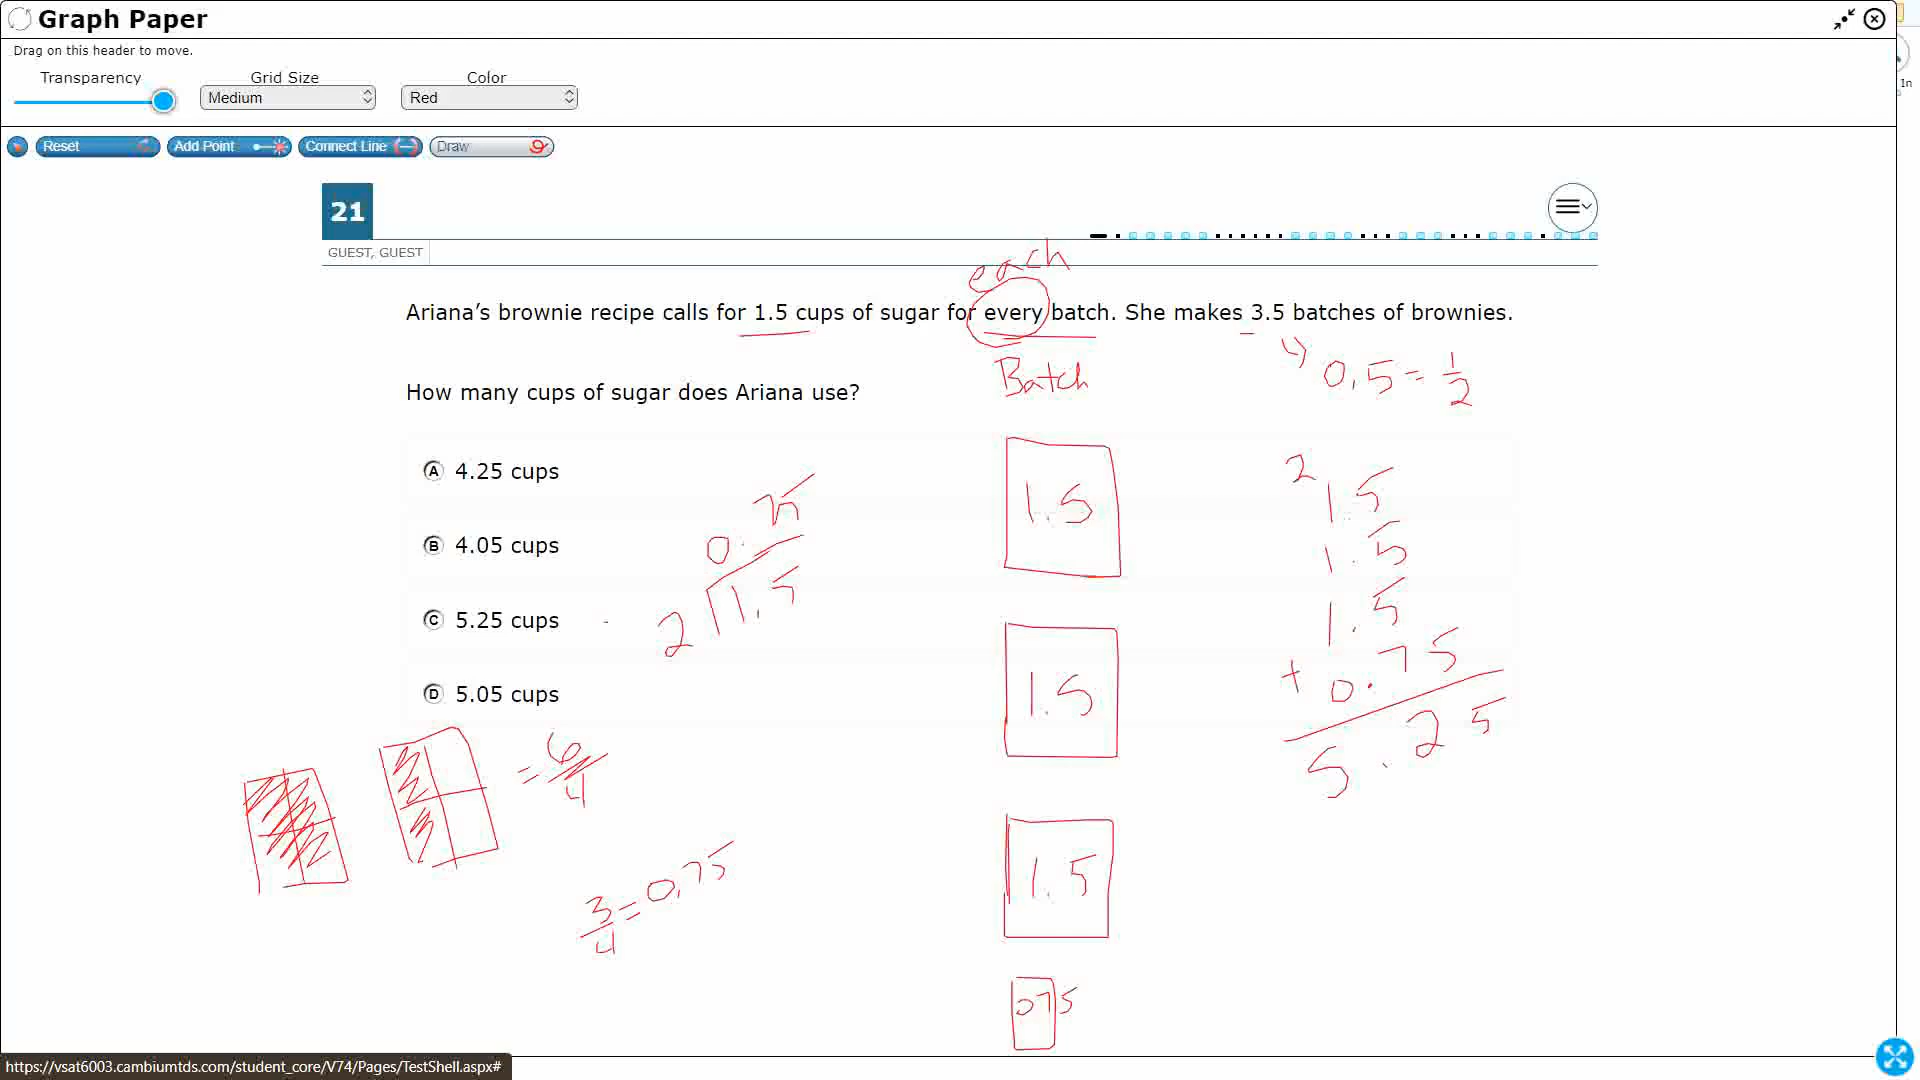 Graph Paper
Drag on this header to move.
Transparency
Grid Size
Color
Medium
Red
Reset
Add Point
Connect Line
Draw
In
21
GUEST, GUEST
each
Ariana's brownie recipe calls for 1.5 cups of sugar for every batch. She makes 3.5 batches of brownies.
Batch
0.5 = 1/2
How many cups of sugar does Ariana use?
A 4.25 cups
B 4.05 cups
C 5.25 cups
D 5.05 cups
0.75
2 1.5
= 6/4
3/4 = 0.75
1.5
1.5
1.5
075
2
1.5
1.5
1.5
+ 0.75
5.25
https://vsat6003.cambiumtds.com/student_core/V74/Pages/TestShell.aspx#